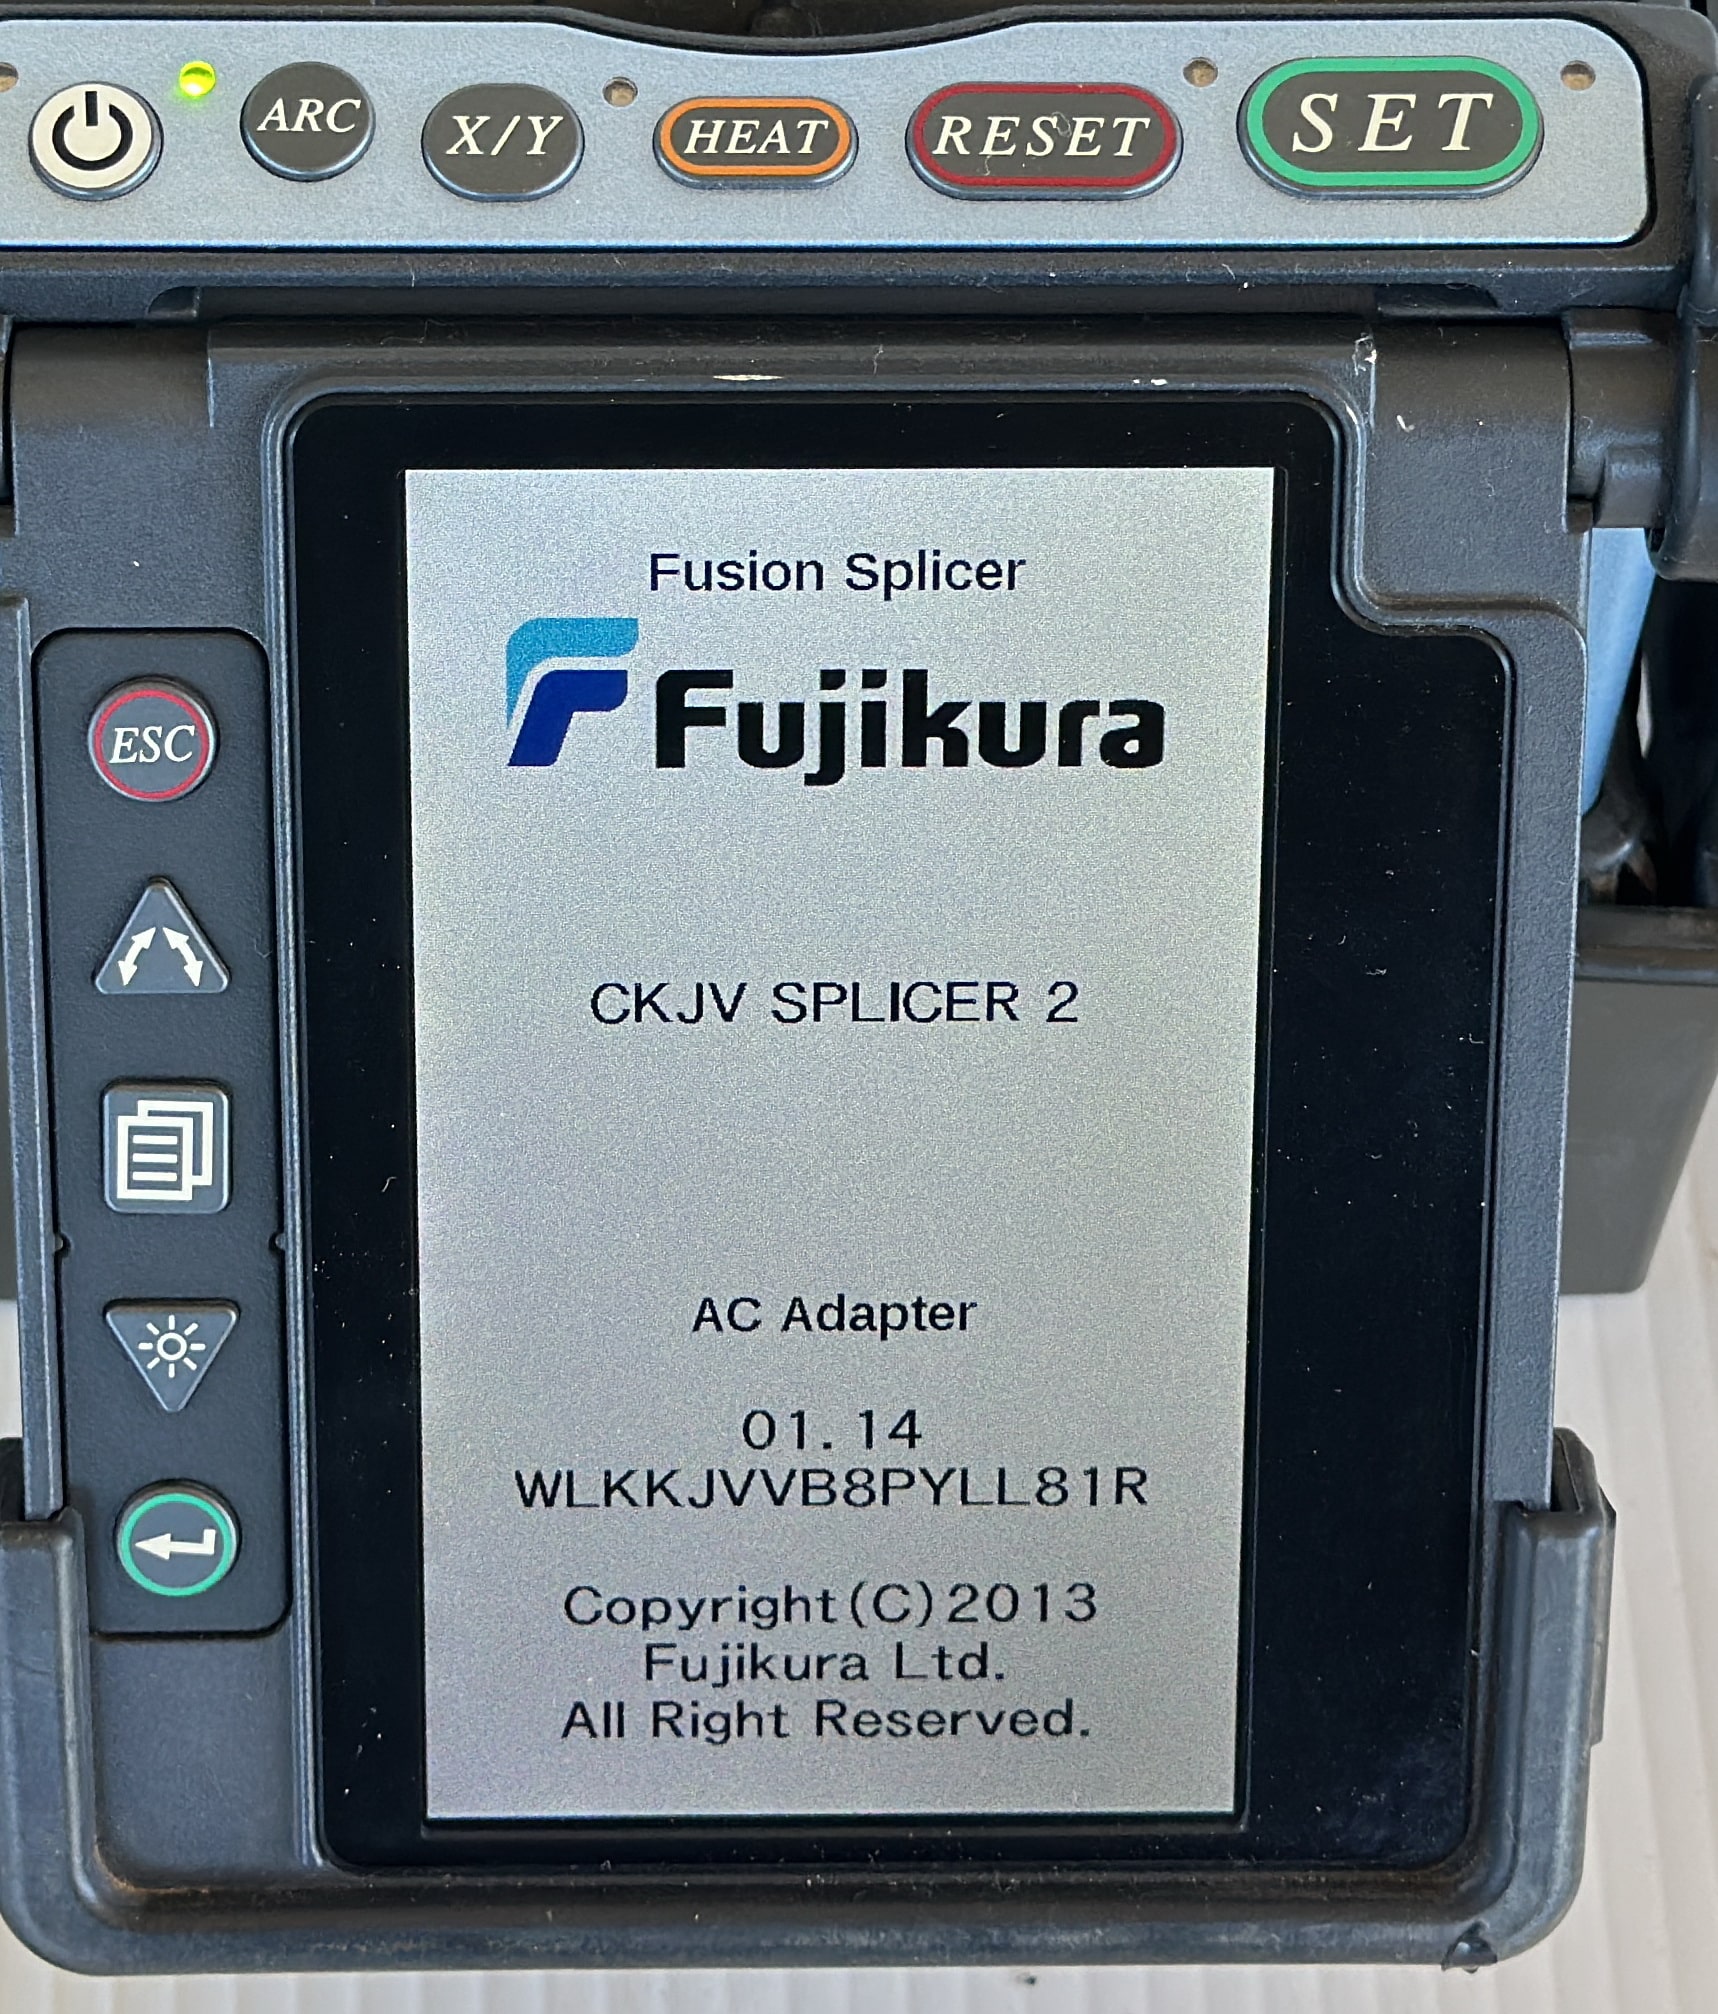 ARC
X/Y
HEAT
RESET
SET
Fusion Splicer
Fujikura
ESC
CKJV SPLICER 2
AC Adapter
01.14
WLKKJVVB8PYLL81R
Copyright(C)2013
Fujikura Ltd.
All Right Reserved.